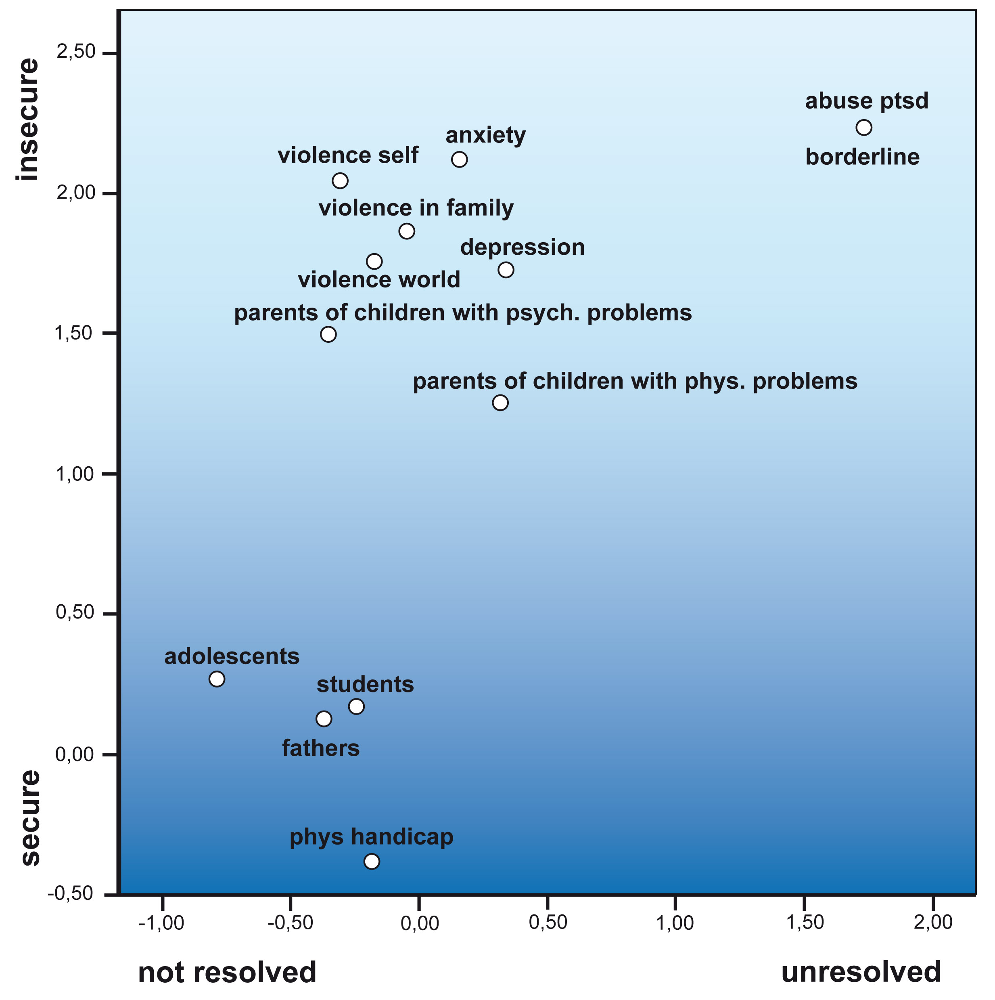 2,50
insecure
abuse ptsd
anxiety
violence self
borderline
2,00
violence in family
depression
violence world
parents of children with psych. problems
1,50
parents of children with phys. problems
1,00
0,50
adolescents
students
fathers
0,00
secure
phys handicap
-0,50
-1,00 -0,50 0,00 0,50 1,00 1,50 2,00
not resolved unresolved